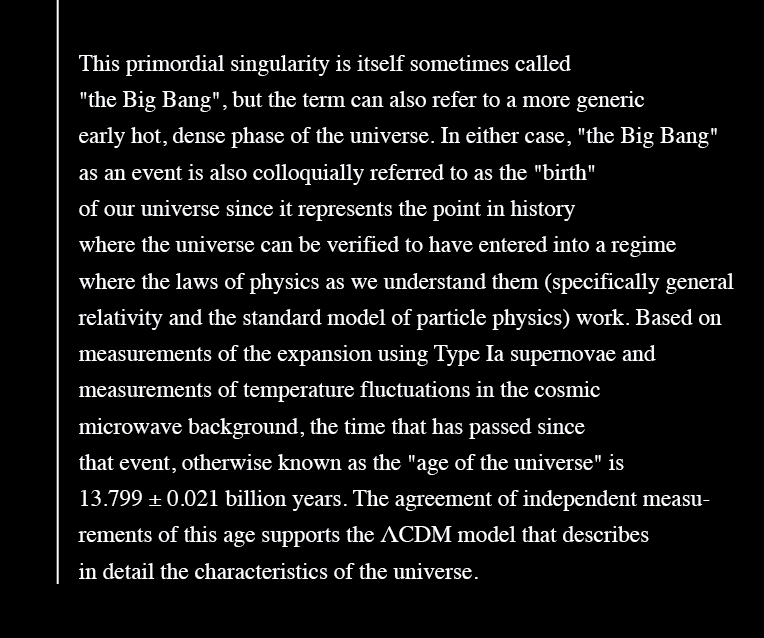 This primordial singularity is itself sometimes called
"the Big Bang", but the term can also refer to a more generic
early hot, dense phase of the universe. In either case, "the Big Bang"
as an event is also colloquially referred to as the "birth"
of our universe since it represents the point in history
where the universe can be verified to have entered into a regime
where the laws of physics as we understand them (specifically general
relativity and the standard model of particle physics) work. Based on
measurements of the expansion using Type Ia supernovae and
measurements of temperature fluctuations in the cosmic
microwave background, the time that has passed since
that event, otherwise known as the "age of the universe" is
13.799 ± 0.021 billion years. The agreement of independent measu-
rements of this age supports the ΛCDM model that describes
in detail the characteristics of the universe.